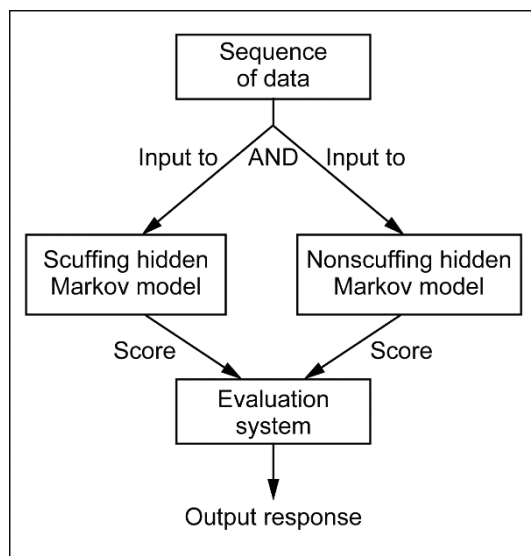 Sequence
of data
Input to AND Input to
Scuffing hidden
Markov model
Nonscuffing hidden
Markov model
Score
Score
Evaluation
system
Output response